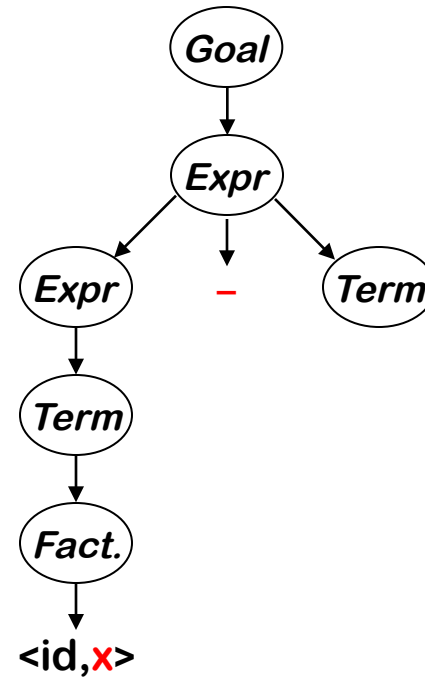 Goal
Expr
Expr – Term
Term
Fact.
<id,x>